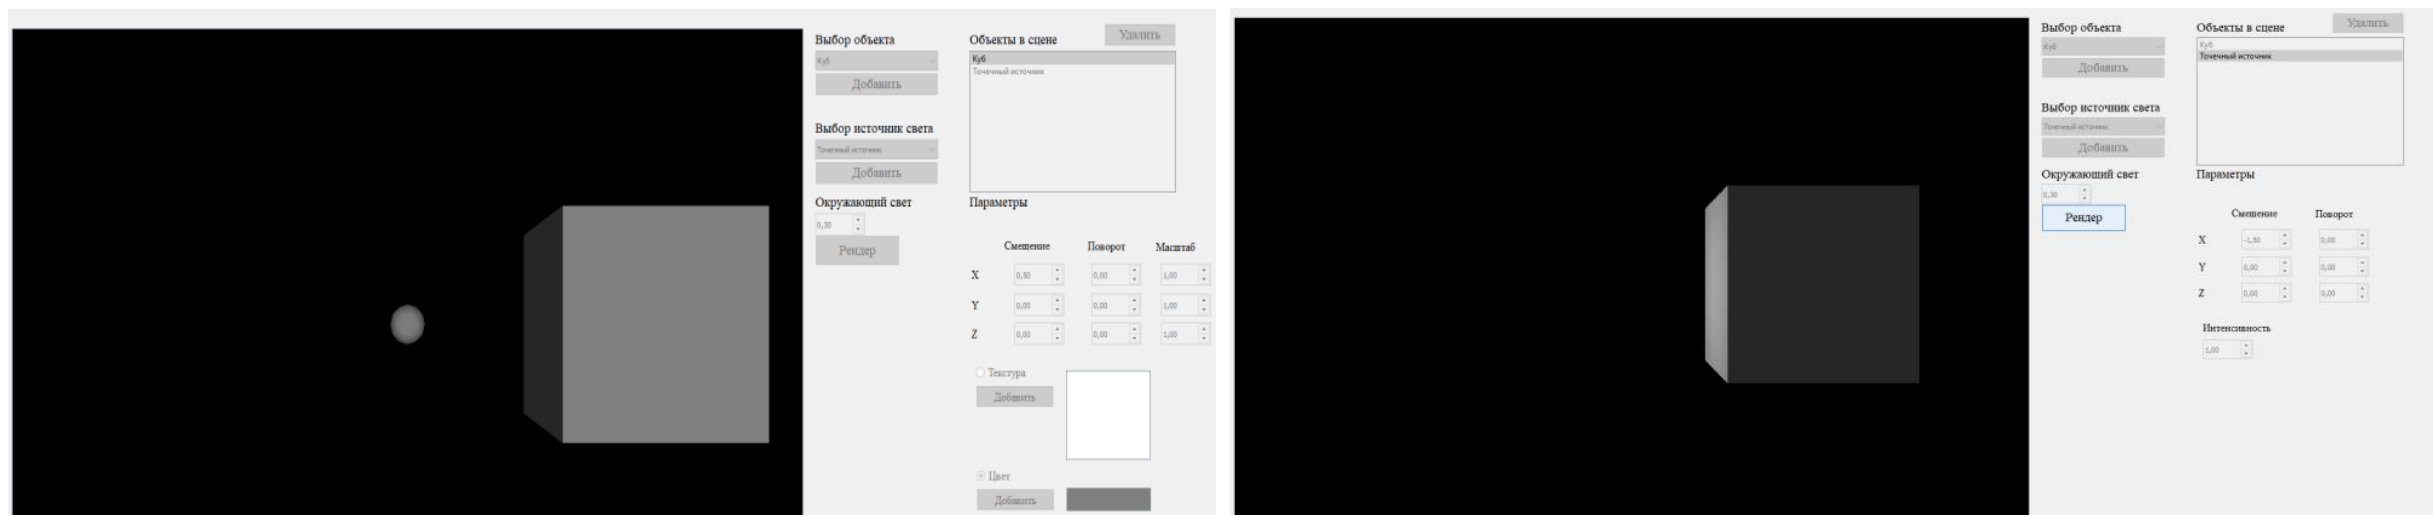 Выбор объекта
Куб
Добавить
Выбор источник света
Точечный источник
Добавить
Окружающий свет
0,30
Рендер
Объекты в сцене
Удалить
Куб
Точечный источник
Параметры
Смещение Поворот Масштаб
X 0,50 0,00 1,00
Y 0,00 0,00 1,00
Z 0,00 0,00 1,00
Текстура
Добавить
Цвет
Добавить
Выбор объекта
Куб
Добавить
Выбор источник света
Точечный источник
Добавить
Окружающий свет
0,30
Рендер
Объекты в сцене
Удалить
Куб
Точечный источник
Параметры
Смещение Поворот
X -1,50 0,00
Y 0,00 0,00
Z 0,00 0,00
Интенсивность
1,00